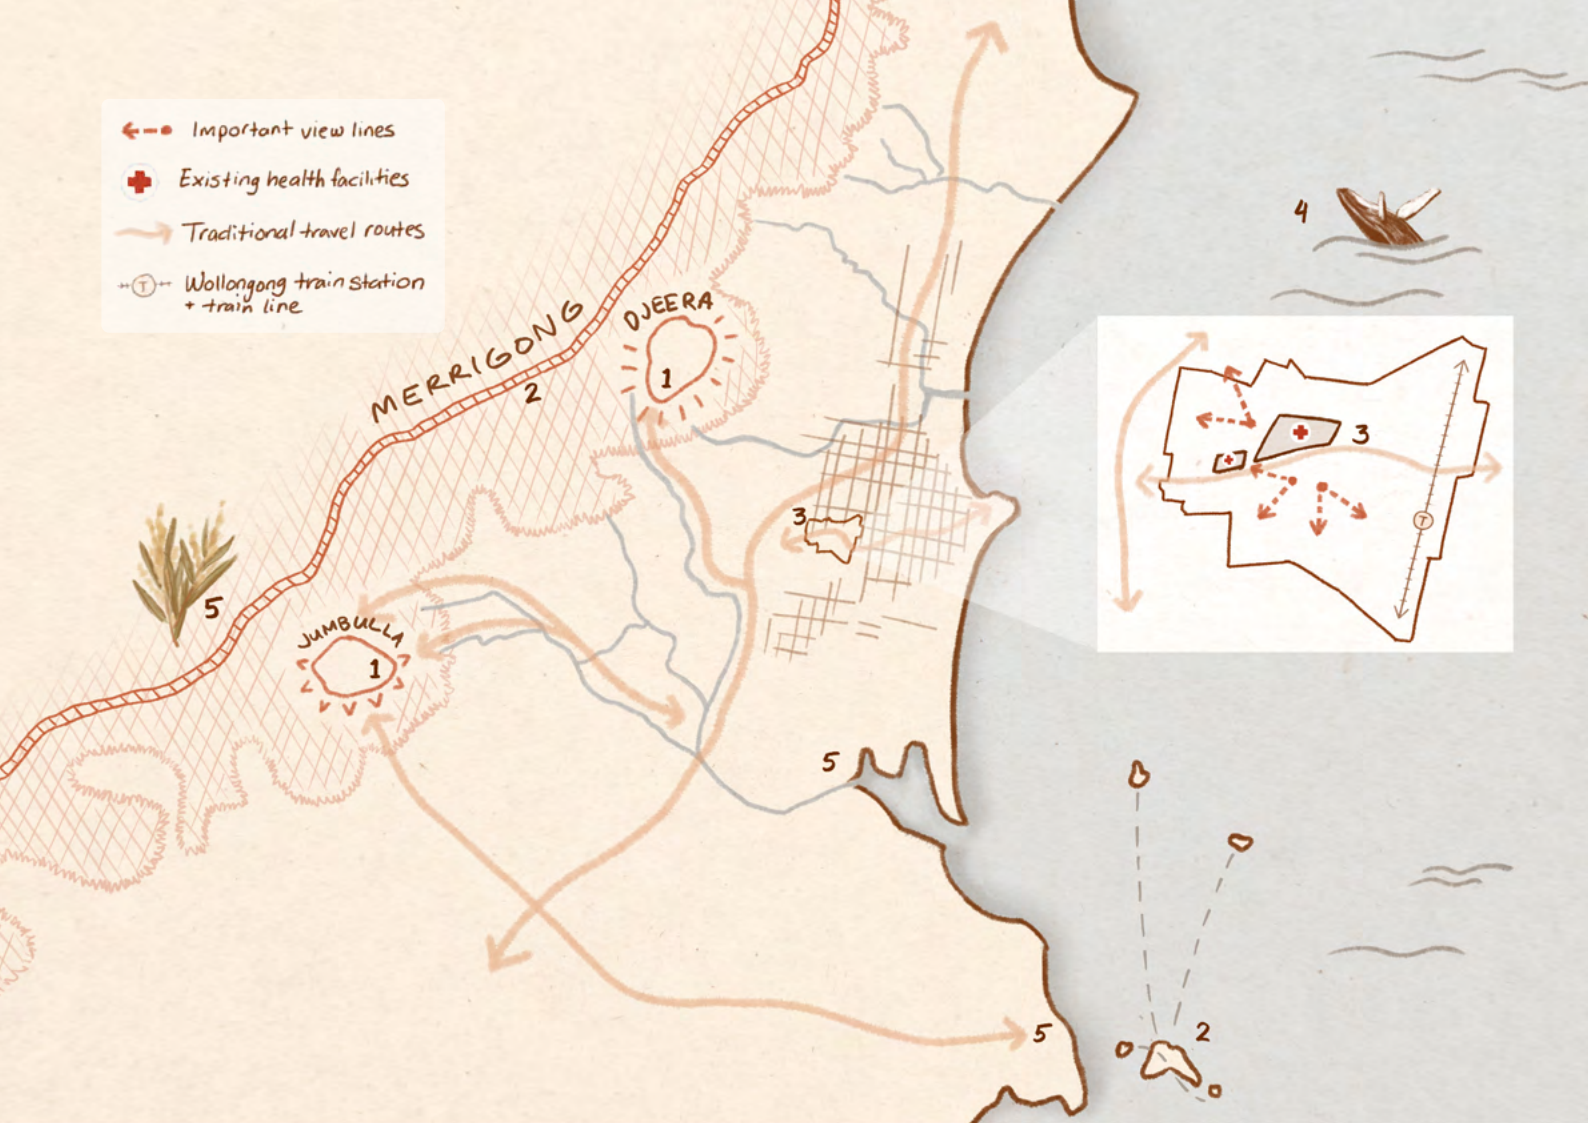 Important view lines
Existing health facilities
Traditional travel routes
T
Wollongong train station
+ train line
MERRIGONG
2
DJEERA
1
4
3
T
3
5
JUMBULLA
1
5
5
2